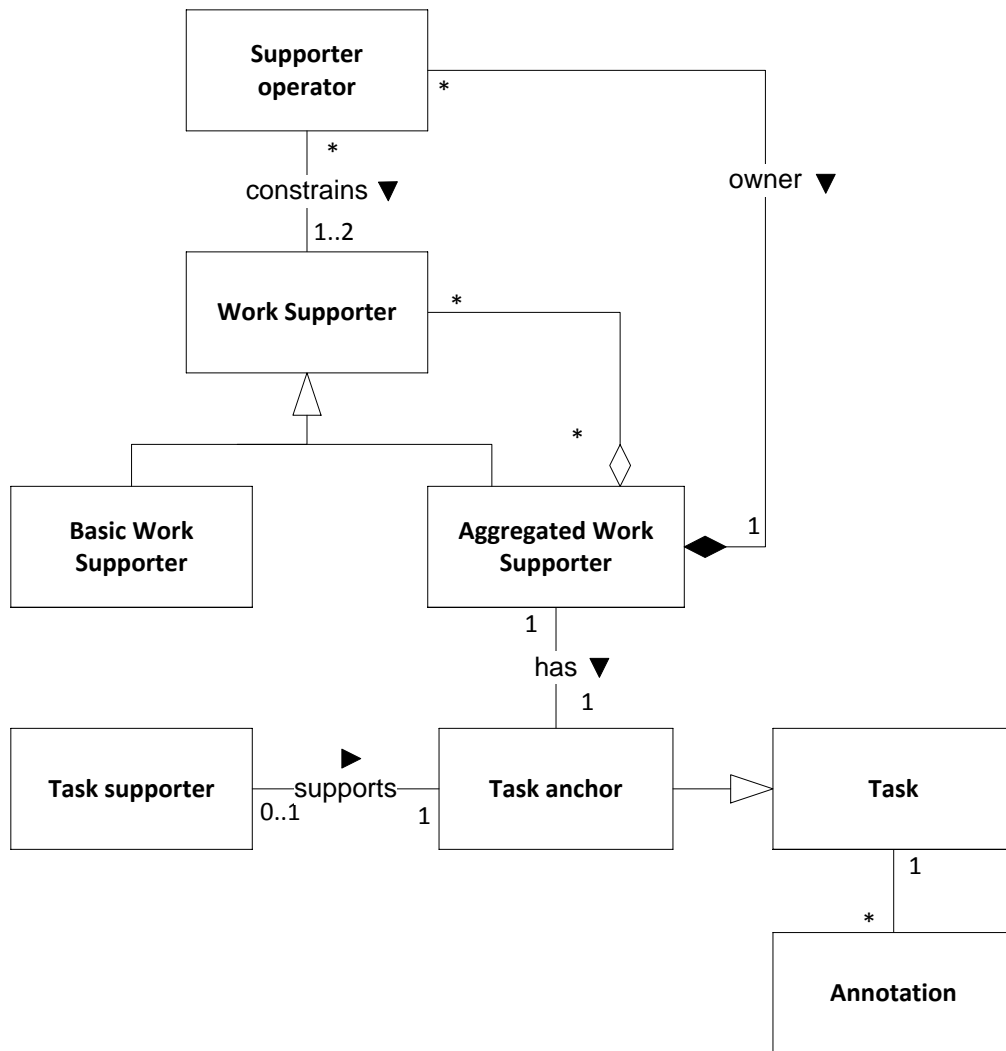 Supporter
operator
*
*
constrains ▼
owner ▼
1..2
Work Supporter
*
*
Basic Work
Supporter
Aggregated Work
Supporter
1
1
has ▼
1
Task supporter
►
supports
0..1
1
Task anchor
Task
1
*
Annotation